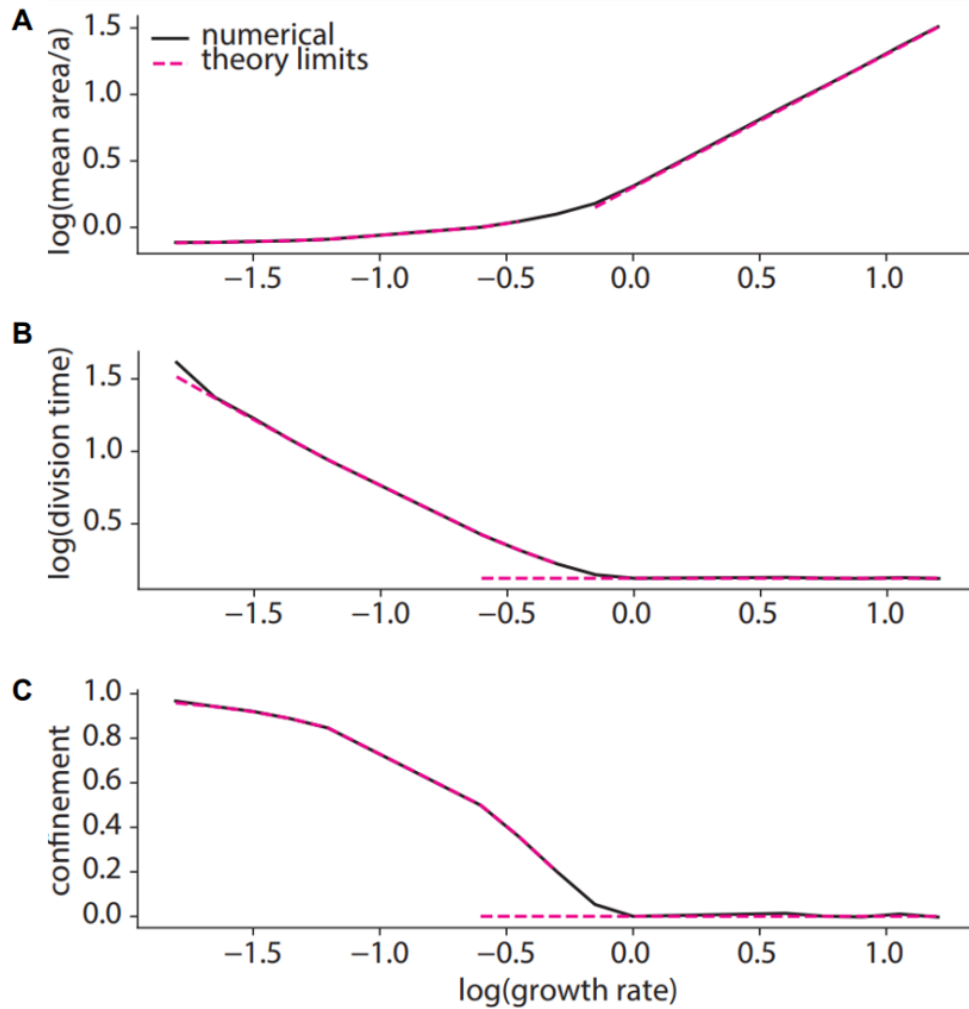 A
log(mean area/a)
1.5
1.0
0.5
0.0
numerical
theory limits
−1.5 −1.0 −0.5 0.0 0.5 1.0
B
log(division time)
1.5
1.0
0.5
−1.5 −1.0 −0.5 0.0 0.5 1.0
C
confinement
1.0
0.8
0.6
0.4
0.2
0.0
−1.5 −1.0 −0.5 0.0 0.5 1.0
log(growth rate)